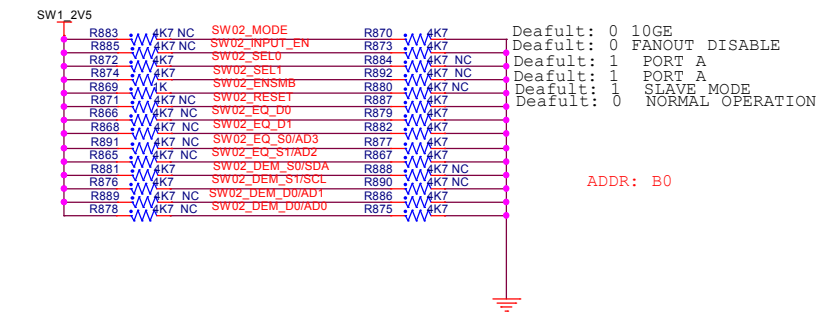 SW1_2V5
R883 4K7 NC SW02_MODE R870 4K7 Deafult: 0 10GE
R885 4K7 NC SW02_INPUT_EN R873 4K7 Deafult: 0 FANOUT DISABLE
R872 4K7 SW02_SEL0 R884 4K7 NC Deafult: 1 PORT A
R874 4K7 SW02_SEL1 R892 4K7 NC Deafult: 1 PORT A
R869 1K SW02_ENSMB R880 4K7 NC Deafult: 1 SLAVE MODE
R871 4K7 NC SW02_RESET R887 4K7 Deafult: 0 NORMAL OPERATION
R866 4K7 NC SW02_EQ_D0 R879 4K7
R868 4K7 NC SW02_EQ_D1 R882 4K7
R891 4K7 NC SW02_EQ_S0/AD3 R877 4K7
R865 4K7 NC SW02_EQ_S1/AD2 R867 4K7
R881 4K7 SW02_DEM_S0/SDA R888 4K7 NC
R876 4K7 SW02_DEM_S1/SCL R890 4K7 NC ADDR: B0
R889 4K7 NC SW02_DEM_D0/AD1 R886 4K7
R878 4K7 NC SW02_DEM_D0/AD0 R875 4K7